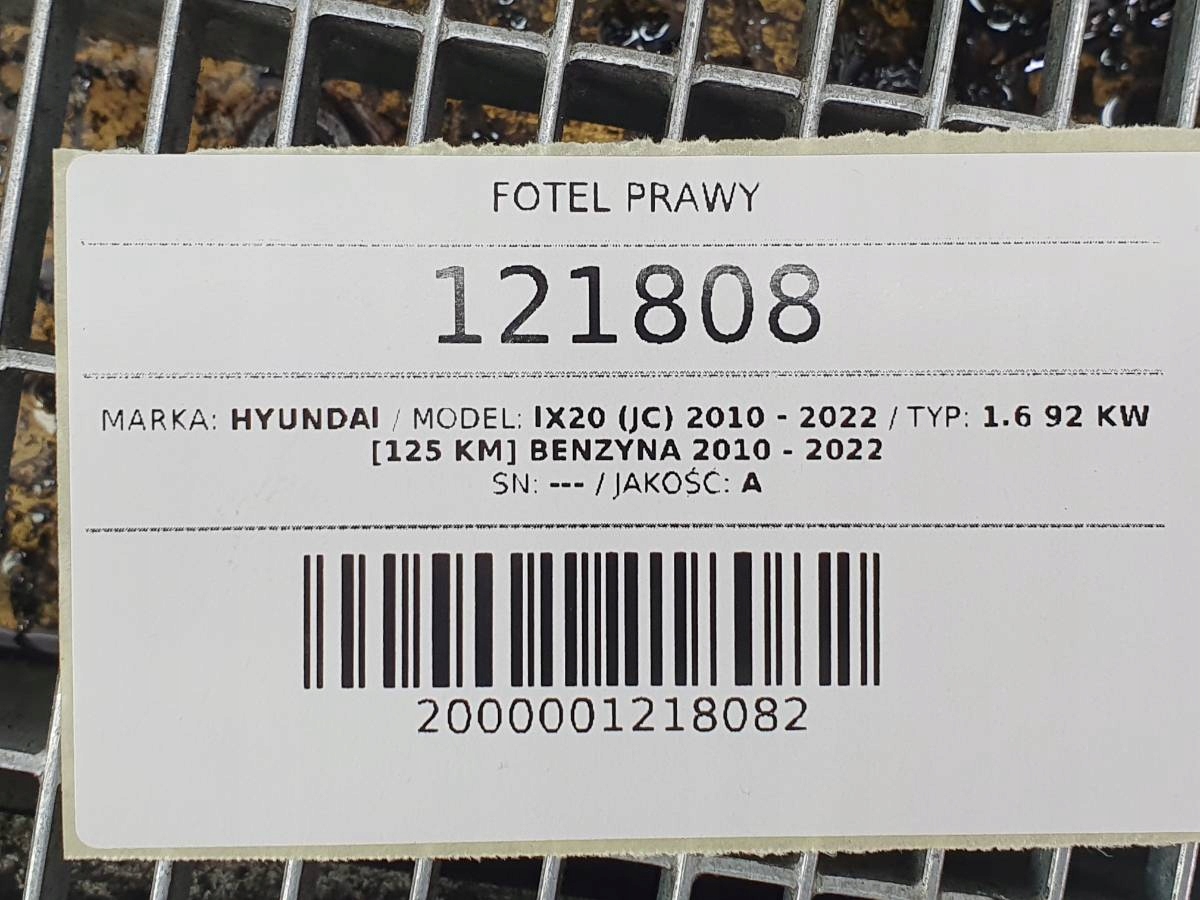 FOTEL PRAWY
121808
MARKA: HYUNDAI / MODEL: IX20 (JC) 2010 - 2022 / TYP: 1.6 92 KW
[125 KM] BENZYNA 2010 - 2022
SN: --- / JAKOŚĆ: A
2000001218082